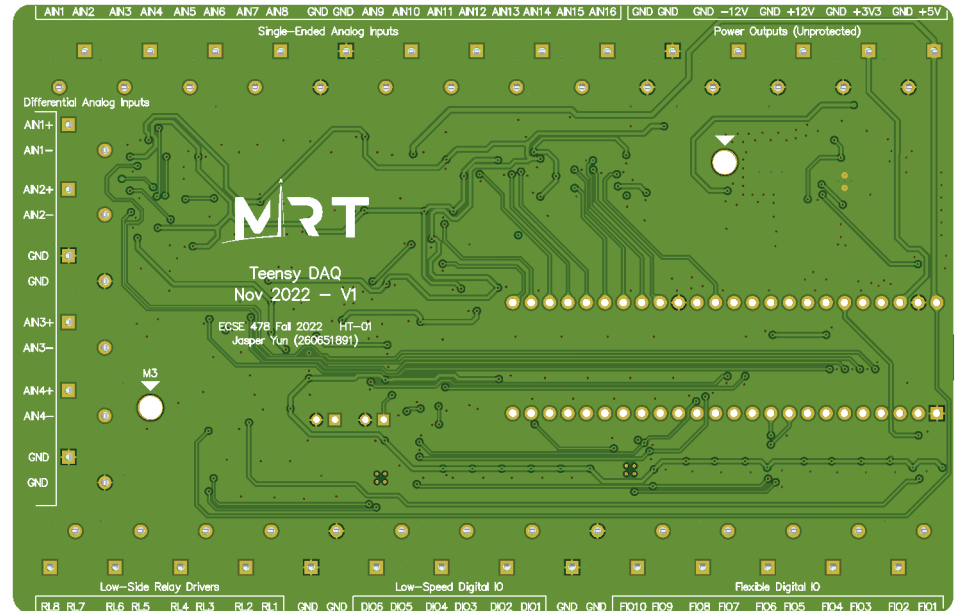 AIN1 AIN2 AIN3 AIN4 AIN5 AIN6 AIN7 AIN8 GND GND AIN9 AIN10 AIN11 AIN12 AIN13 AIN14 AIN15 AIN16 GND GND -12V GND +12V GND +3V3 GND +5V
Single-Ended Analog Inputs
Power Outputs (Unprotected)
Differential Analog Inputs
AIN1+
AIN1-
AIN2+
AIN2-
GND
GND
AIN3+
AIN3-
AIN4+
AIN4-
GND
GND
MRT
Teensy DAQ
Nov 2022 - V1
ECSE 478 Fall 2022 HT-01
Jasper Yun (260651891)
M3
Low-Side Relay Drivers
Low-Speed Digital IO
Flexible Digital IO
RL8 RL7 RL6 RL5 RL4 RL3 RL2 RL1 GND GND DIO6 DIO5 DIO4 DIO3 DIO2 DIO1 GND GND FIO10 FIO9 FIO8 FIO7 FIO6 FIO5 FIO4 FIO3 FIO2 FIO1